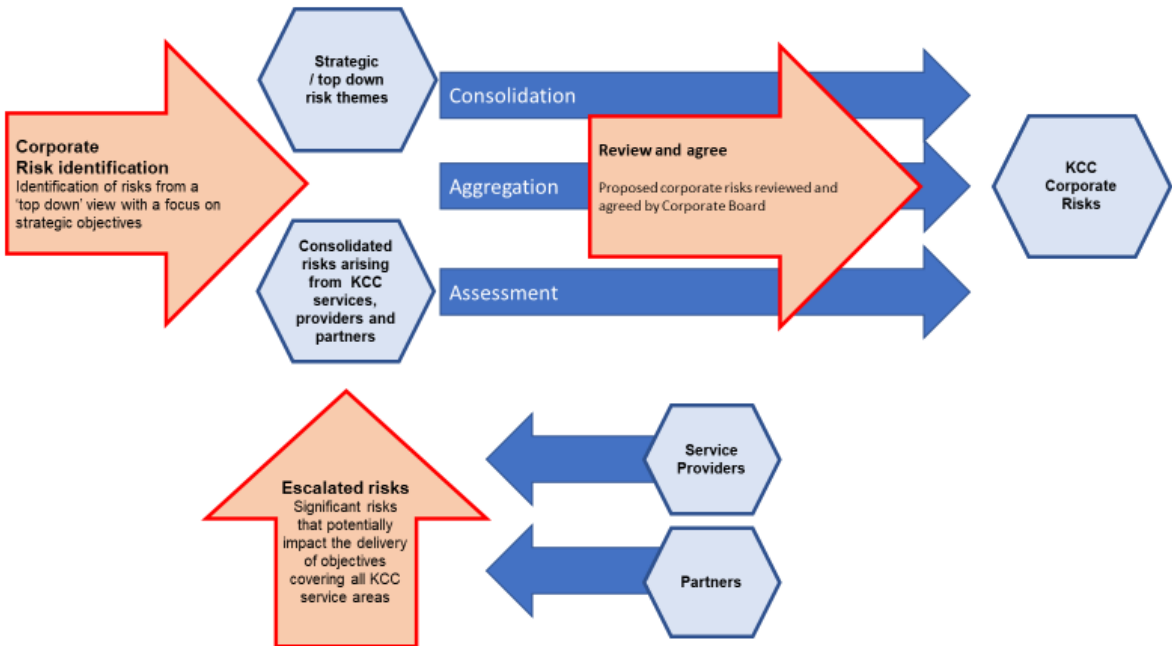 Strategic
/ top down
risk themes
Consolidation
Corporate
Risk identification
Identification of risks from a
'top down' view with a focus on
strategic objectives
Aggregation
Review and agree
Proposed corporate risks reviewed and
agreed by Corporate Board
KCC
Corporate
Risks
Consolidated
risks arising
from KCC
services,
providers and
partners
Assessment
Escalated risks
Significant risks
that potentially
impact the delivery
of objectives
covering all KCC
service areas
Service
Providers
Partners